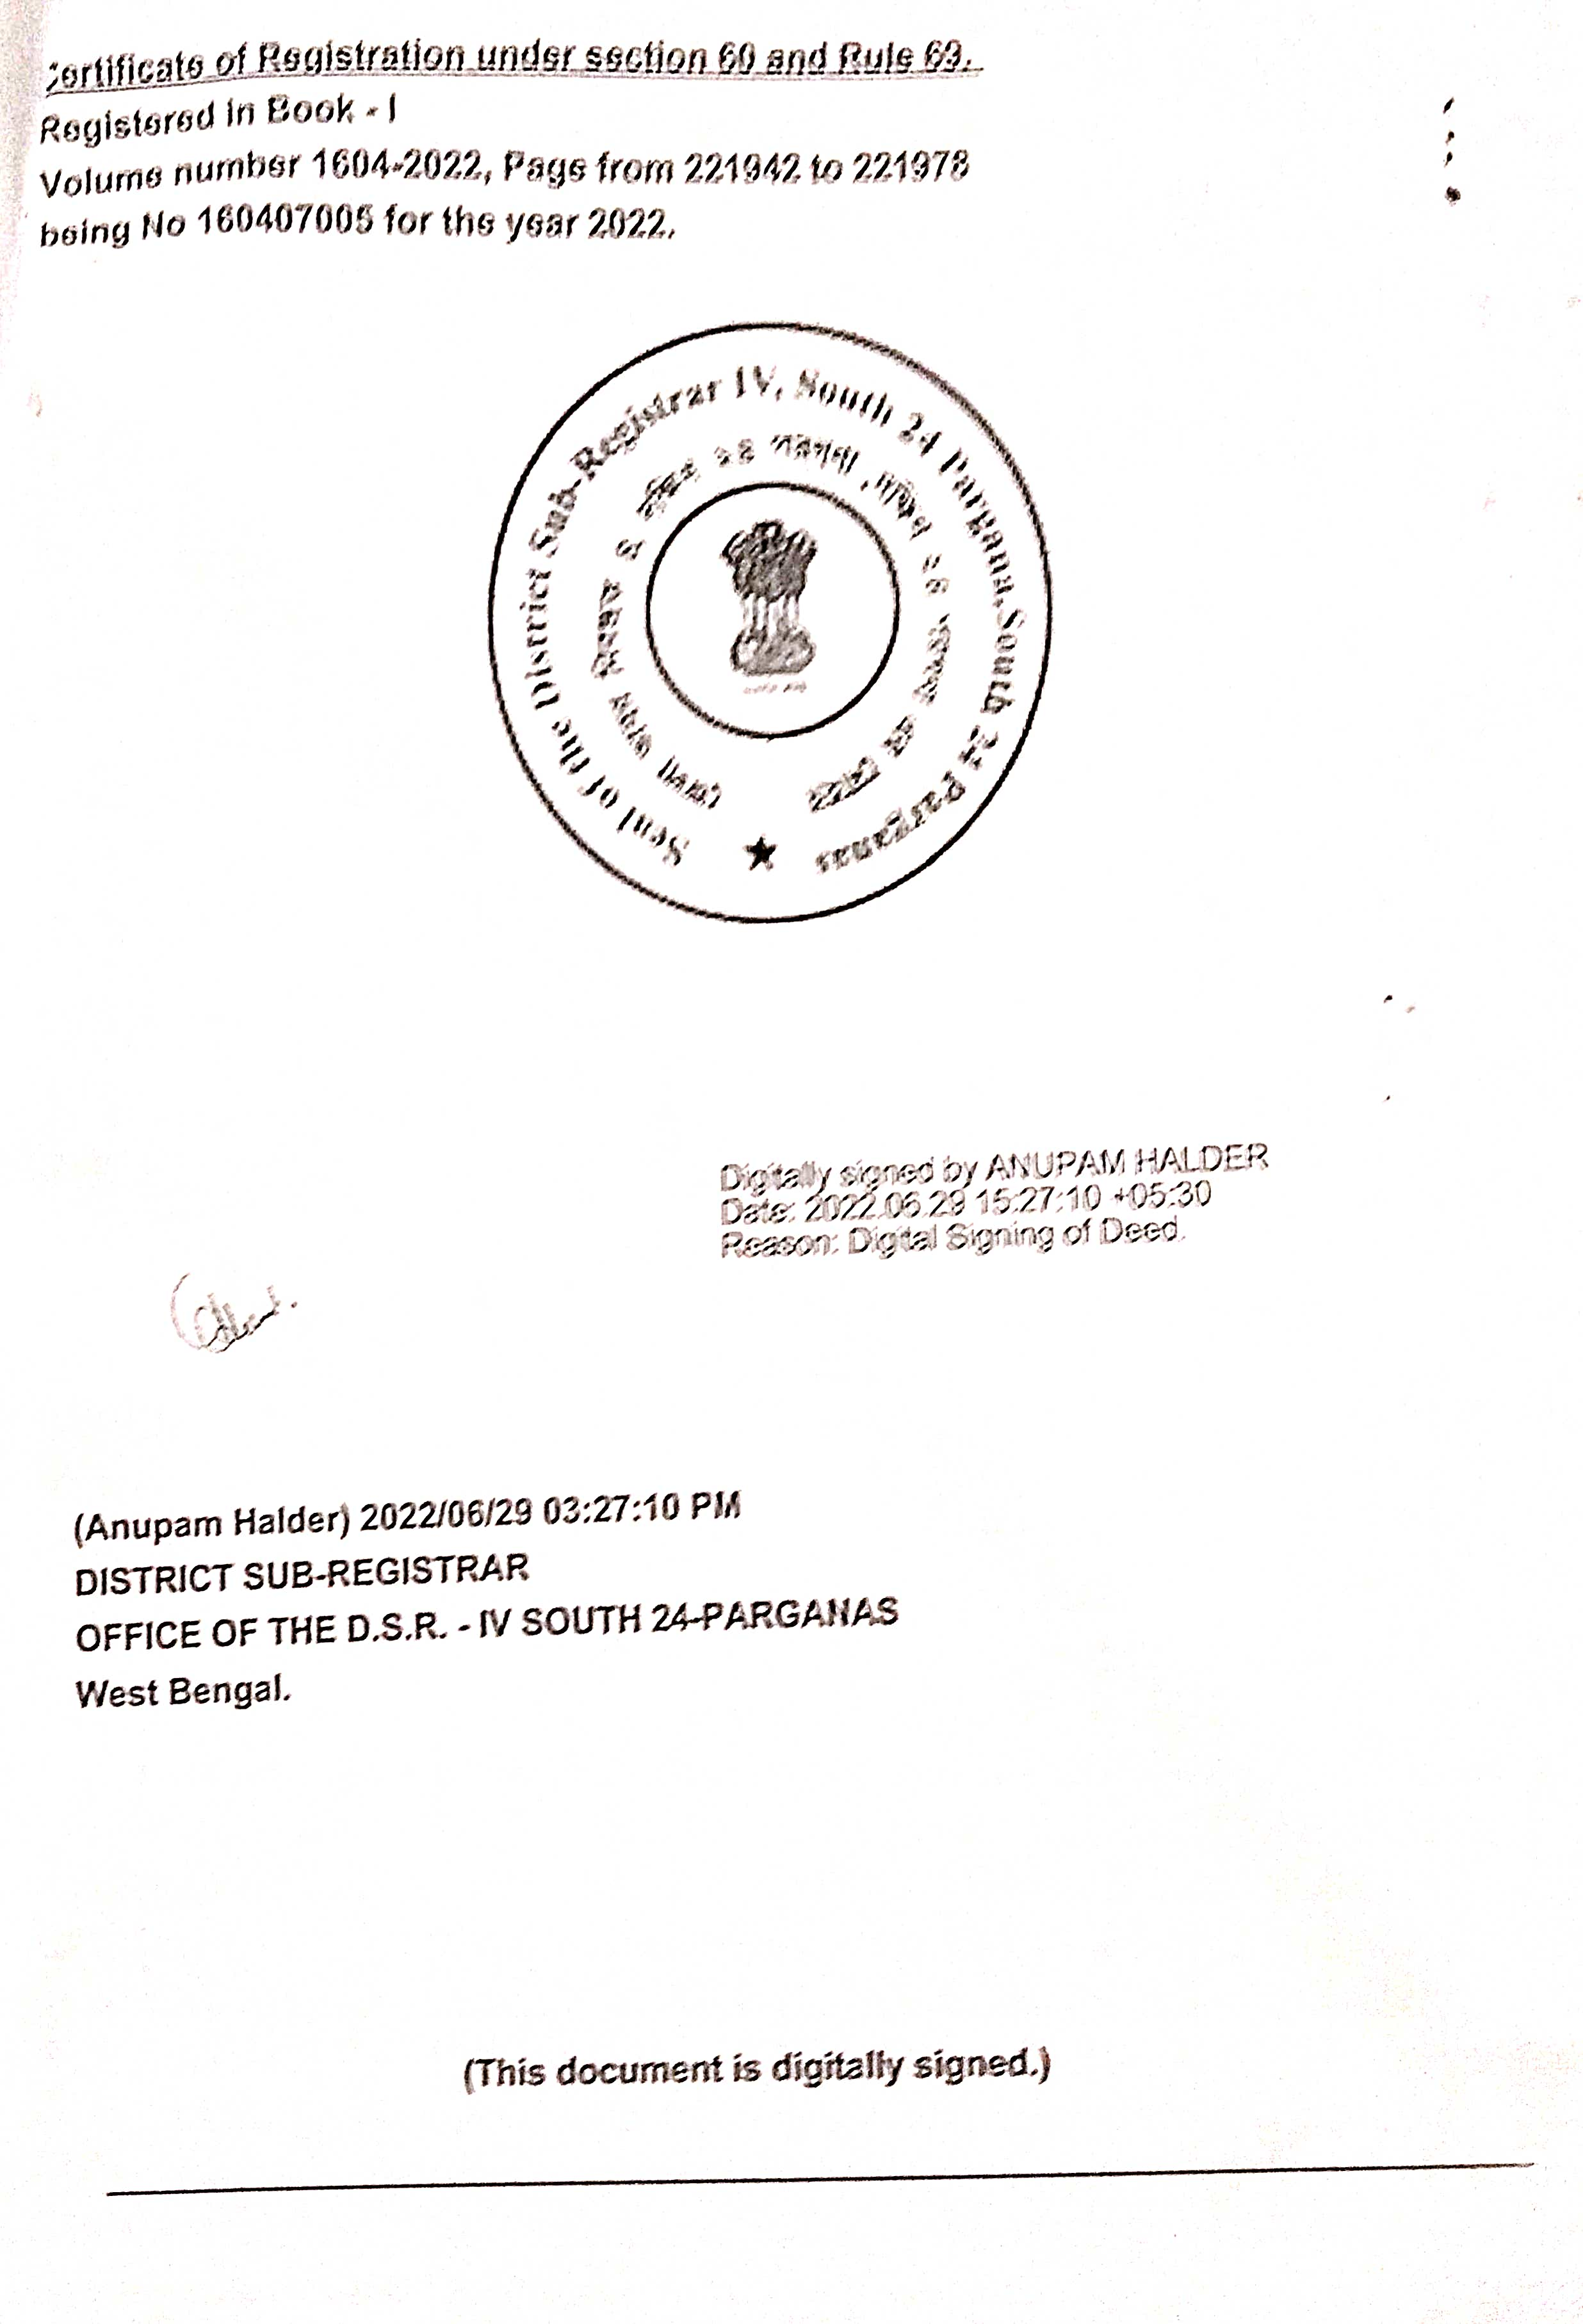 Certificate of Registration under section 60 and Rule 69.
Registered in Book - I
Volume number 1604-2022, Page from 221942 to 221978
being No 160407005 for the year 2022.
Seal of the District Sub-Registrar IV, South 24 Pargana, South 24 Parganas
Digitally signed by ANUPAM HALDER
Date: 2022.06.29 15:27:10 +05:30
Reason: Digital Signing of Deed.
(Anupam Halder) 2022/06/29 03:27:10 PM
DISTRICT SUB-REGISTRAR
OFFICE OF THE D.S.R. - IV SOUTH 24-PARGANAS
West Bengal.
(This document is digitally signed.)